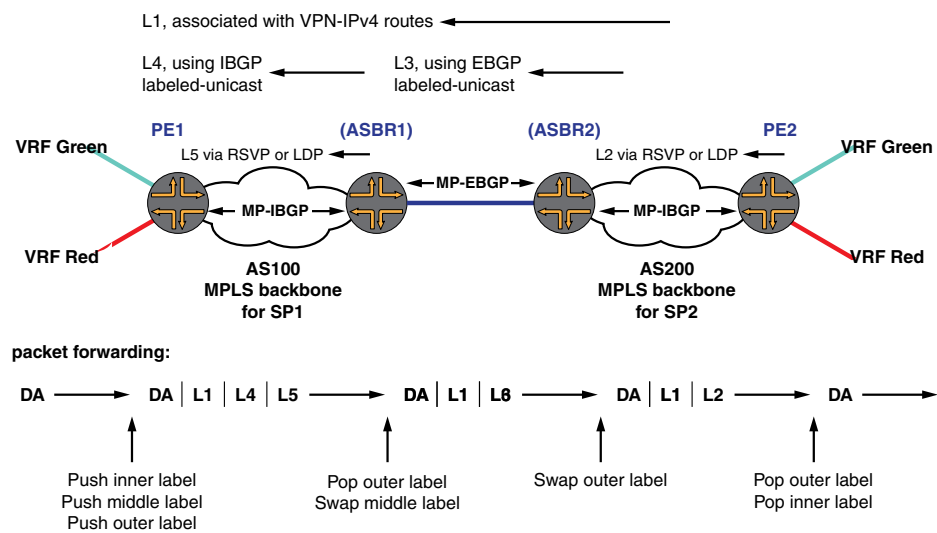 L1, associated with VPN-IPv4 routes
L4, using IBGP
labeled-unicast
L3, using EBGP
labeled-unicast
PE1
(ASBR1)
(ASBR2)
PE2
VRF Green
VRF Green
L5 via RSVP or LDP
L2 via RSVP or LDP
MP-EBGP
MP-IBGP
MP-IBGP
VRF Red
VRF Red
AS100
MPLS backbone
for SP1
AS200
MPLS backbone
for SP2
packet forwarding:
DA
DA L1 L4 L5
DA L1 L6
DA L1 L2
DA
Push inner label
Push middle label
Push outer label
Pop outer label
Swap middle label
Swap outer label
Pop outer label
Pop inner label